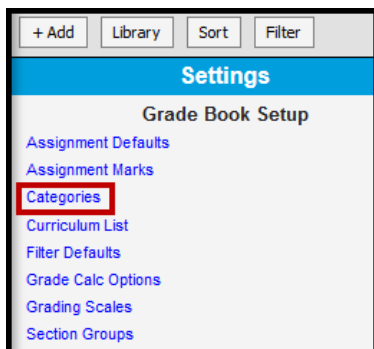 + Add Library Sort Filter
Settings
Grade Book Setup
Assignment Defaults
Assignment Marks
Categories
Curriculum List
Filter Defaults
Grade Calc Options
Grading Scales
Section Groups